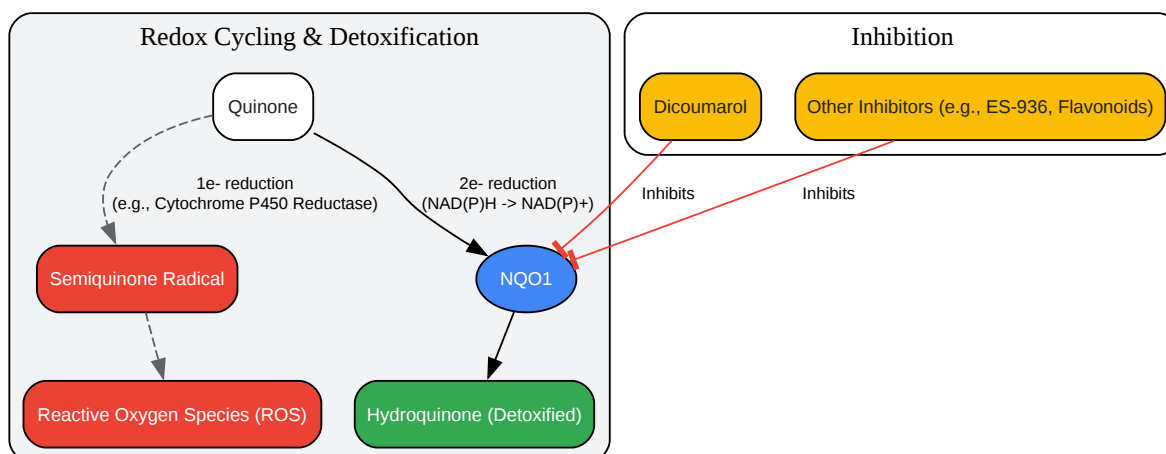 Redox Cycling & Detoxification
Inhibition
Quinone
Dicoumarol
Other Inhibitors (e.g., ES-936, Flavonoids)
1e- reduction
(e.g., Cytochrome P450 Reductase)
2e- reduction
(NAD(P)H -> NAD(P)+)
Inhibits
Inhibits
Semiquinone Radical
NQO1
Reactive Oxygen Species (ROS)
Hydroquinone (Detoxified)